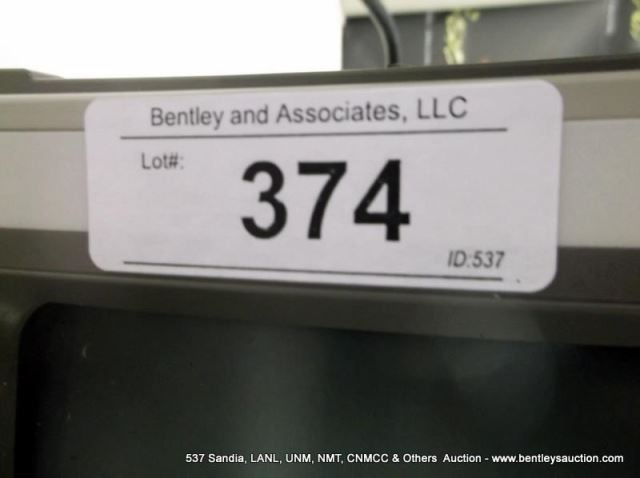 Bentley and Associates, LLC
Lot#:
374
ID:537
537 Sandia, LANL, UNM, NMT, CNMCC & Others  Auction - www.bentleysauction.com